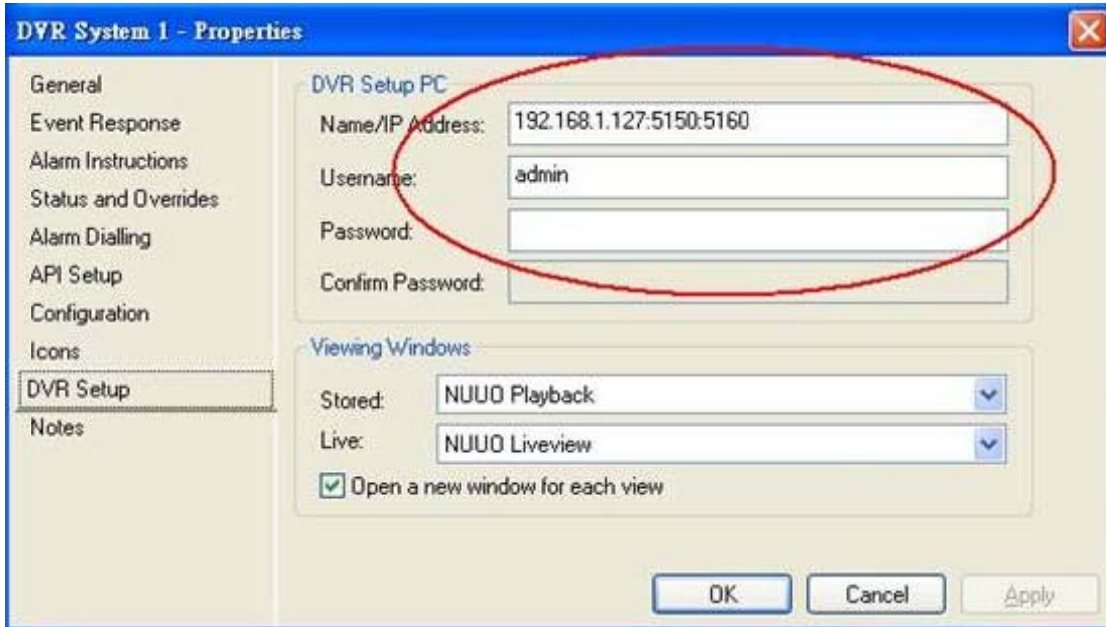 DVR System 1 - Properties
General
Event Response
Alarm Instructions
Status and Overrides
Alarm Dialling
API Setup
Configuration
Icons
DVR Setup
Notes
DVR Setup PC
Name/IP Address: 192.168.1.127:5150:5160
Username: admin
Password:
Confirm Password:
Viewing Windows
Stored: NUUO Playback
Live: NUUO Liveview
Open a new window for each view
OK Cancel Apply